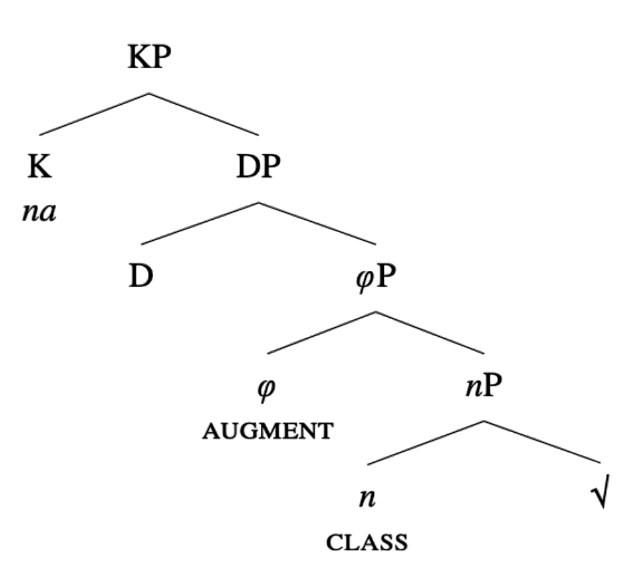 KP
K DP
na
D φP
φ nP
AUGMENT
n √
CLASS